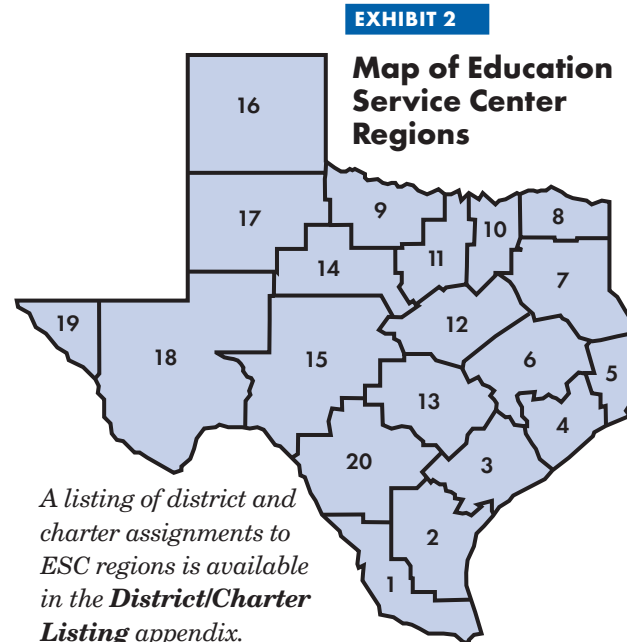 EXHIBIT 2
Map of Education
Service Center
Regions
16
9
8
17
10
11
14
7
19
12
18
15
6
5
13
4
20
3
2
1
A listing of district and
charter assignments to
ESC regions is available
in the District/Charter
Listing appendix.